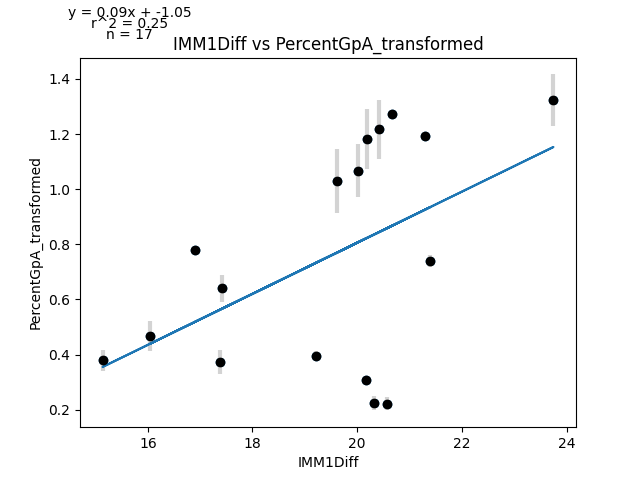 y = 0.09x + -1.05
r^2 = 0.25
n = 17
IMM1Diff vs PercentGpA_transformed
PercentGpA_transformed
1.4
1.2
1.0
0.8
0.6
0.4
0.2
16
18
20
22
24
IMM1Diff